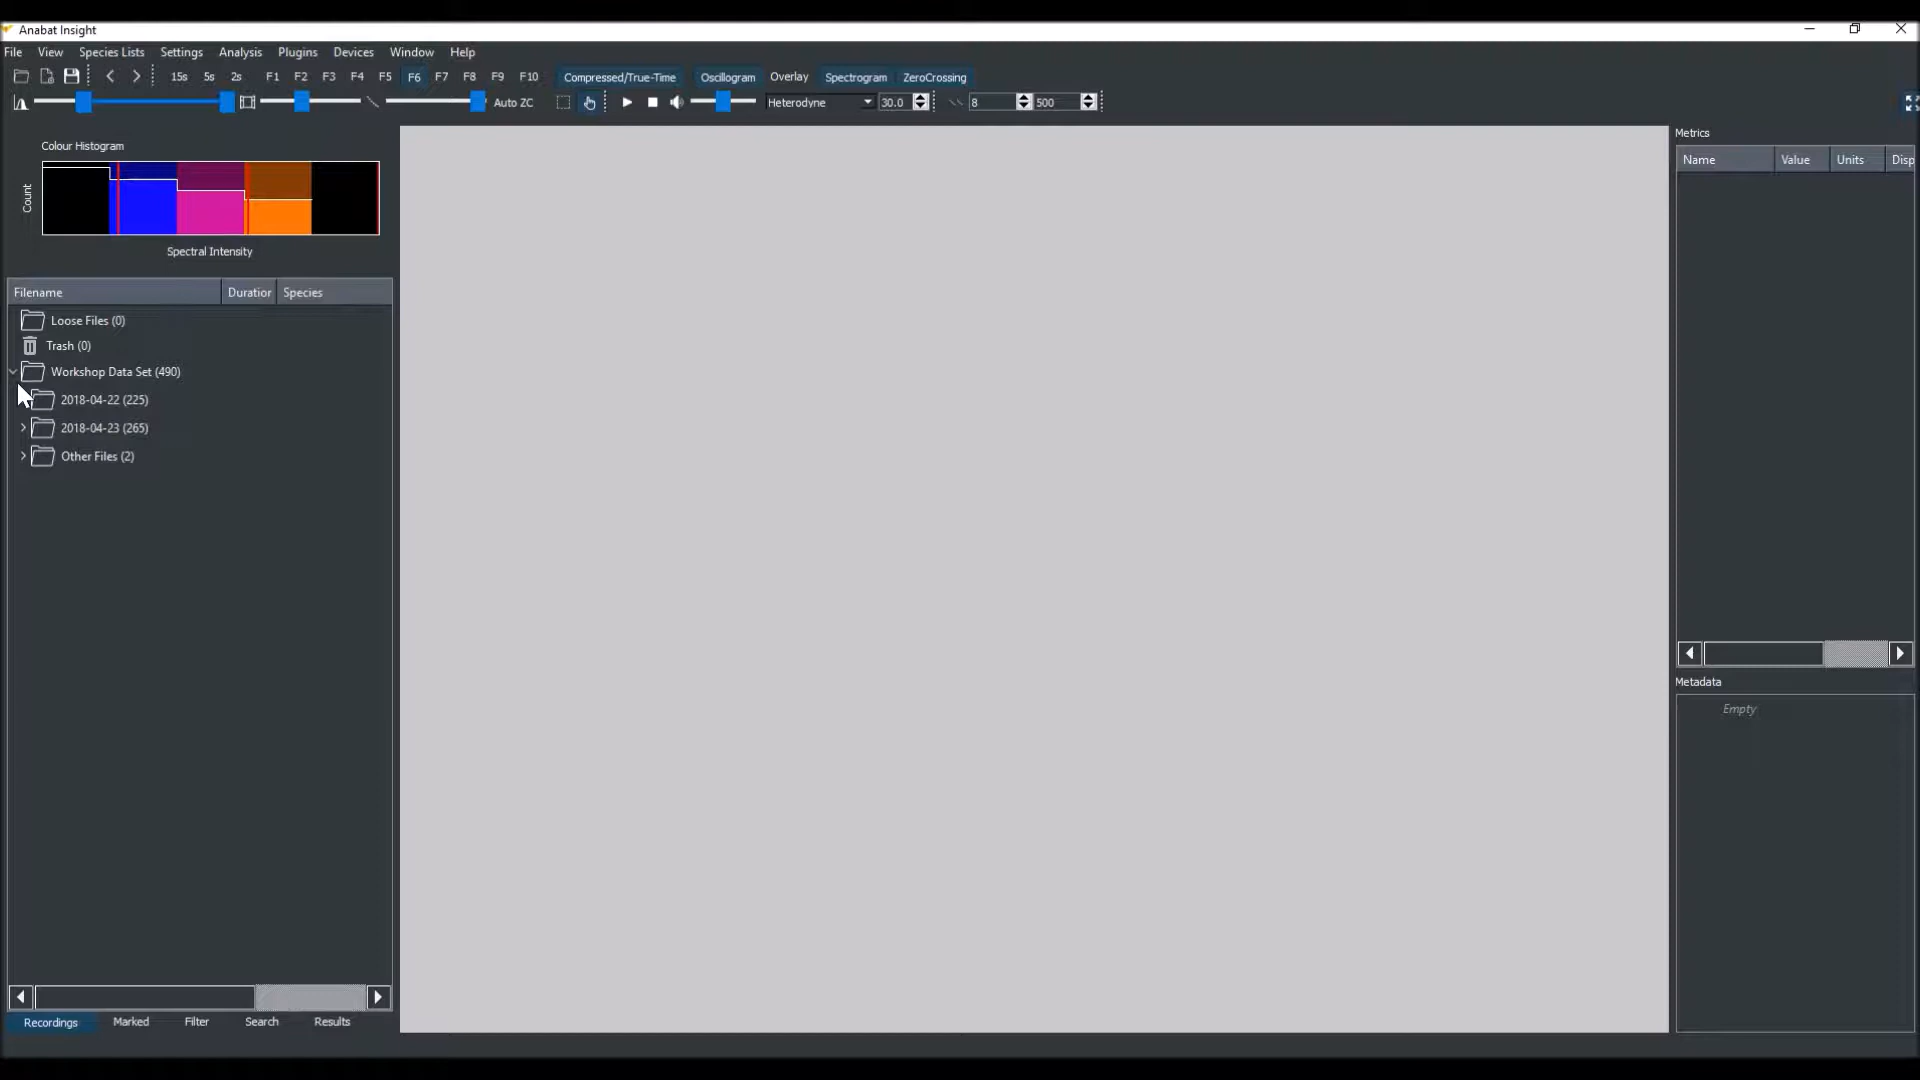 Anabat Insight
File View Species Lists Settings Analysis Plugins Devices Window Help
15s 5s 2s F1 F2 F3 F4 F5 F6 F7 F8 F9 F10 Compressed/True-Time Oscillogram Overlay Spectrogram ZeroCrossing
Auto ZC Heterodyne 30.0 8 500
Colour Histogram
Count
Spectral Intensity
Filename Duratior Species
Loose Files (0)
Trash (0)
Workshop Data Set (490)
2018-04-22 (225)
2018-04-23 (265)
Other Files (2)
Recordings Marked Filter Search Results
Metrics
Name Value Units Disp
Metadata
Empty